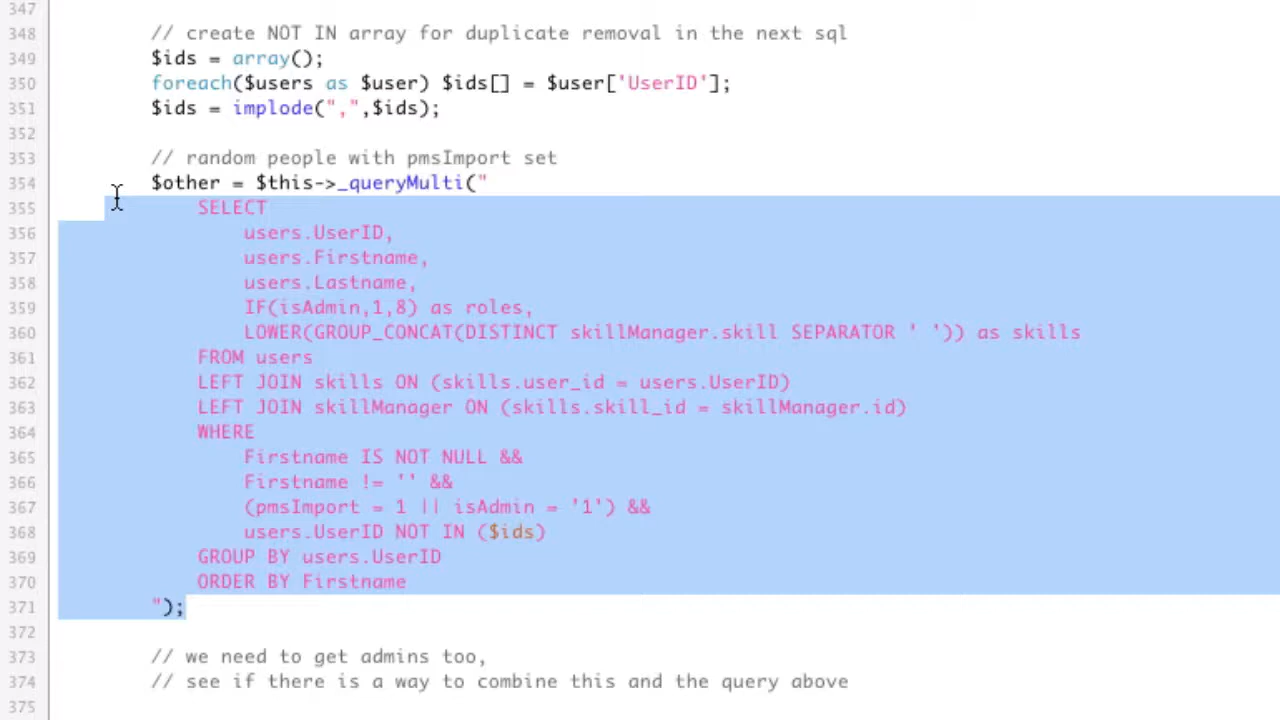 347
348 // create NOT IN array for duplicate removal in the next sql
349 $ids = array();
350 foreach($users as $user) $ids[] = $user['UserID'];
351 $ids = implode(",",$ids);
352
353 // random people with pmsImport set
354 $other = $this->_queryMulti("
355 SELECT
356 users.UserID,
357 users.Firstname,
358 users.Lastname,
359 IF(isAdmin,1,8) as roles,
360 LOWER(GROUP_CONCAT(DISTINCT skillManager.skill SEPARATOR ' ')) as skills
361 FROM users
362 LEFT JOIN skills ON (skills.user_id = users.UserID)
363 LEFT JOIN skillManager ON (skills.skill_id = skillManager.id)
364 WHERE
365 Firstname IS NOT NULL &&
366 Firstname != '' &&
367 (pmsImport = 1 || isAdmin = '1') &&
368 users.UserID NOT IN ($ids)
369 GROUP BY users.UserID
370 ORDER BY Firstname
371 ");
372
373 // we need to get admins too,
374 // see if there is a way to combine this and the query above
375